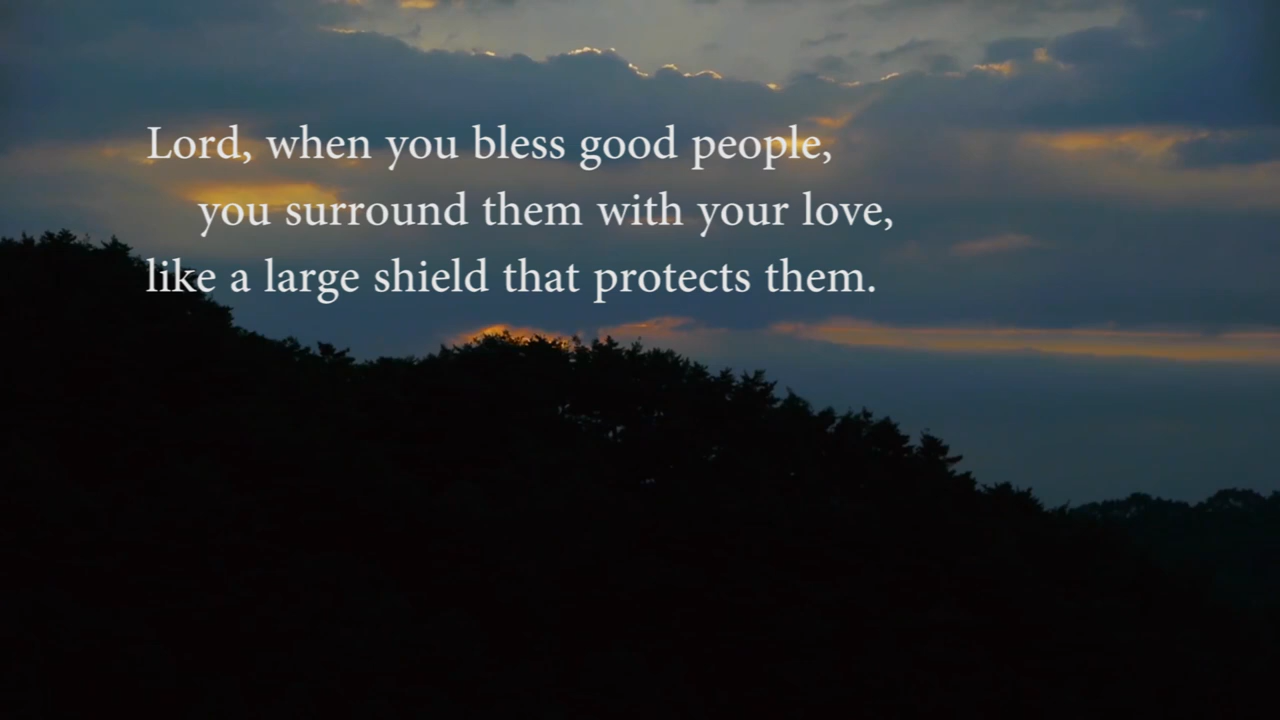 Lord, when you bless good people,
you surround them with your love,
like a large shield that protects them.